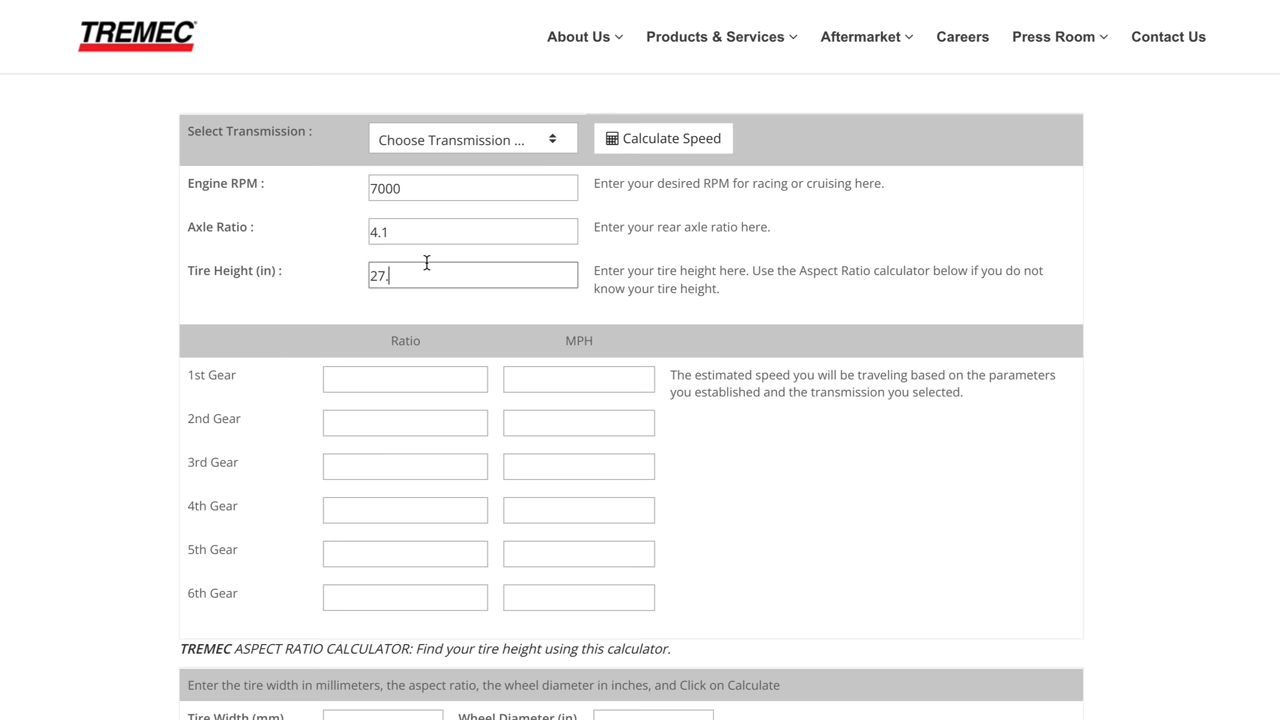 TREMEC
About Us
Products & Services
Aftermarket
Careers
Press Room
Contact Us
Select Transmission :
Choose Transmission ...
Calculate Speed
Engine RPM :
7000
Enter your desired RPM for racing or cruising here.
Axle Ratio :
4.1
Enter your rear axle ratio here.
Tire Height (in) :
27.
Enter your tire height here. Use the Aspect Ratio calculator below if you do not
know your tire height.
Ratio
MPH
1st Gear
The estimated speed you will be traveling based on the parameters
you established and the transmission you selected.
2nd Gear
3rd Gear
4th Gear
5th Gear
6th Gear
TREMEC ASPECT RATIO CALCULATOR: Find your tire height using this calculator.
Enter the tire width in millimeters, the aspect ratio, the wheel diameter in inches, and Click on Calculate
Tire Width (mm)
Wheel Diameter (in)